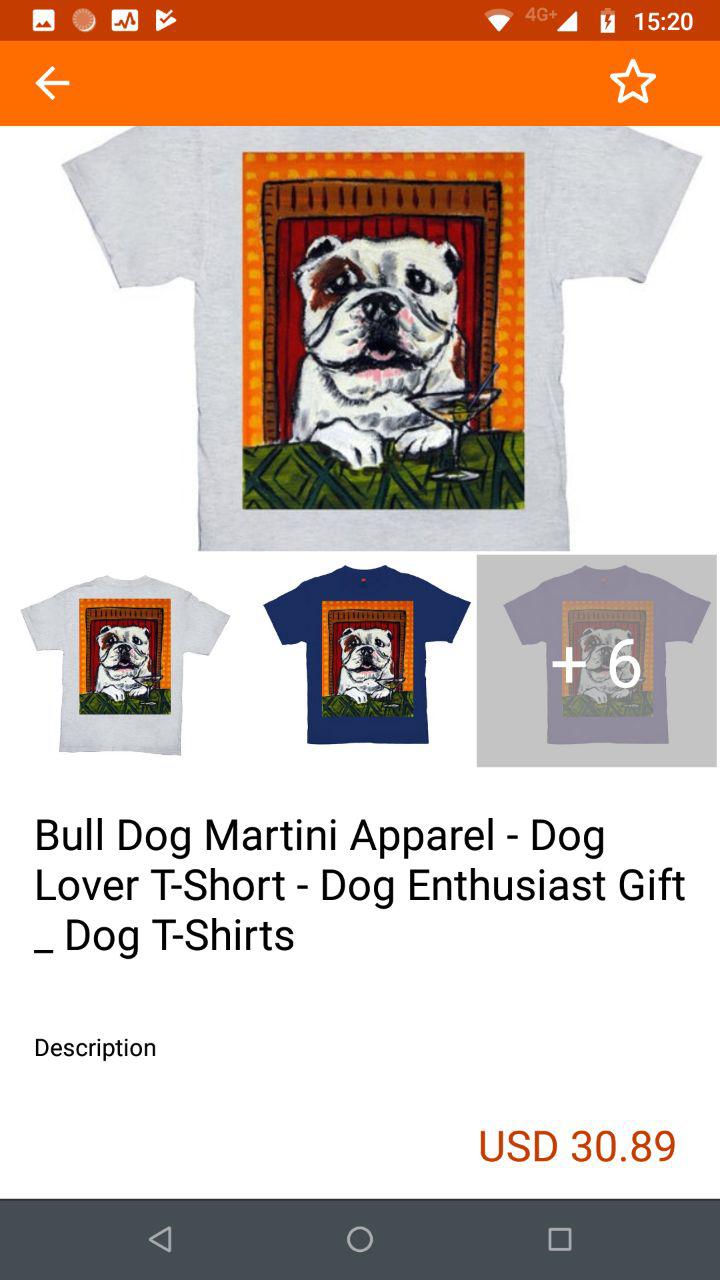 4G+ 15:20
+ 6
Bull Dog Martini Apparel - Dog
Lover T-Short - Dog Enthusiast Gift
_ Dog T-Shirts
Description
USD 30.89